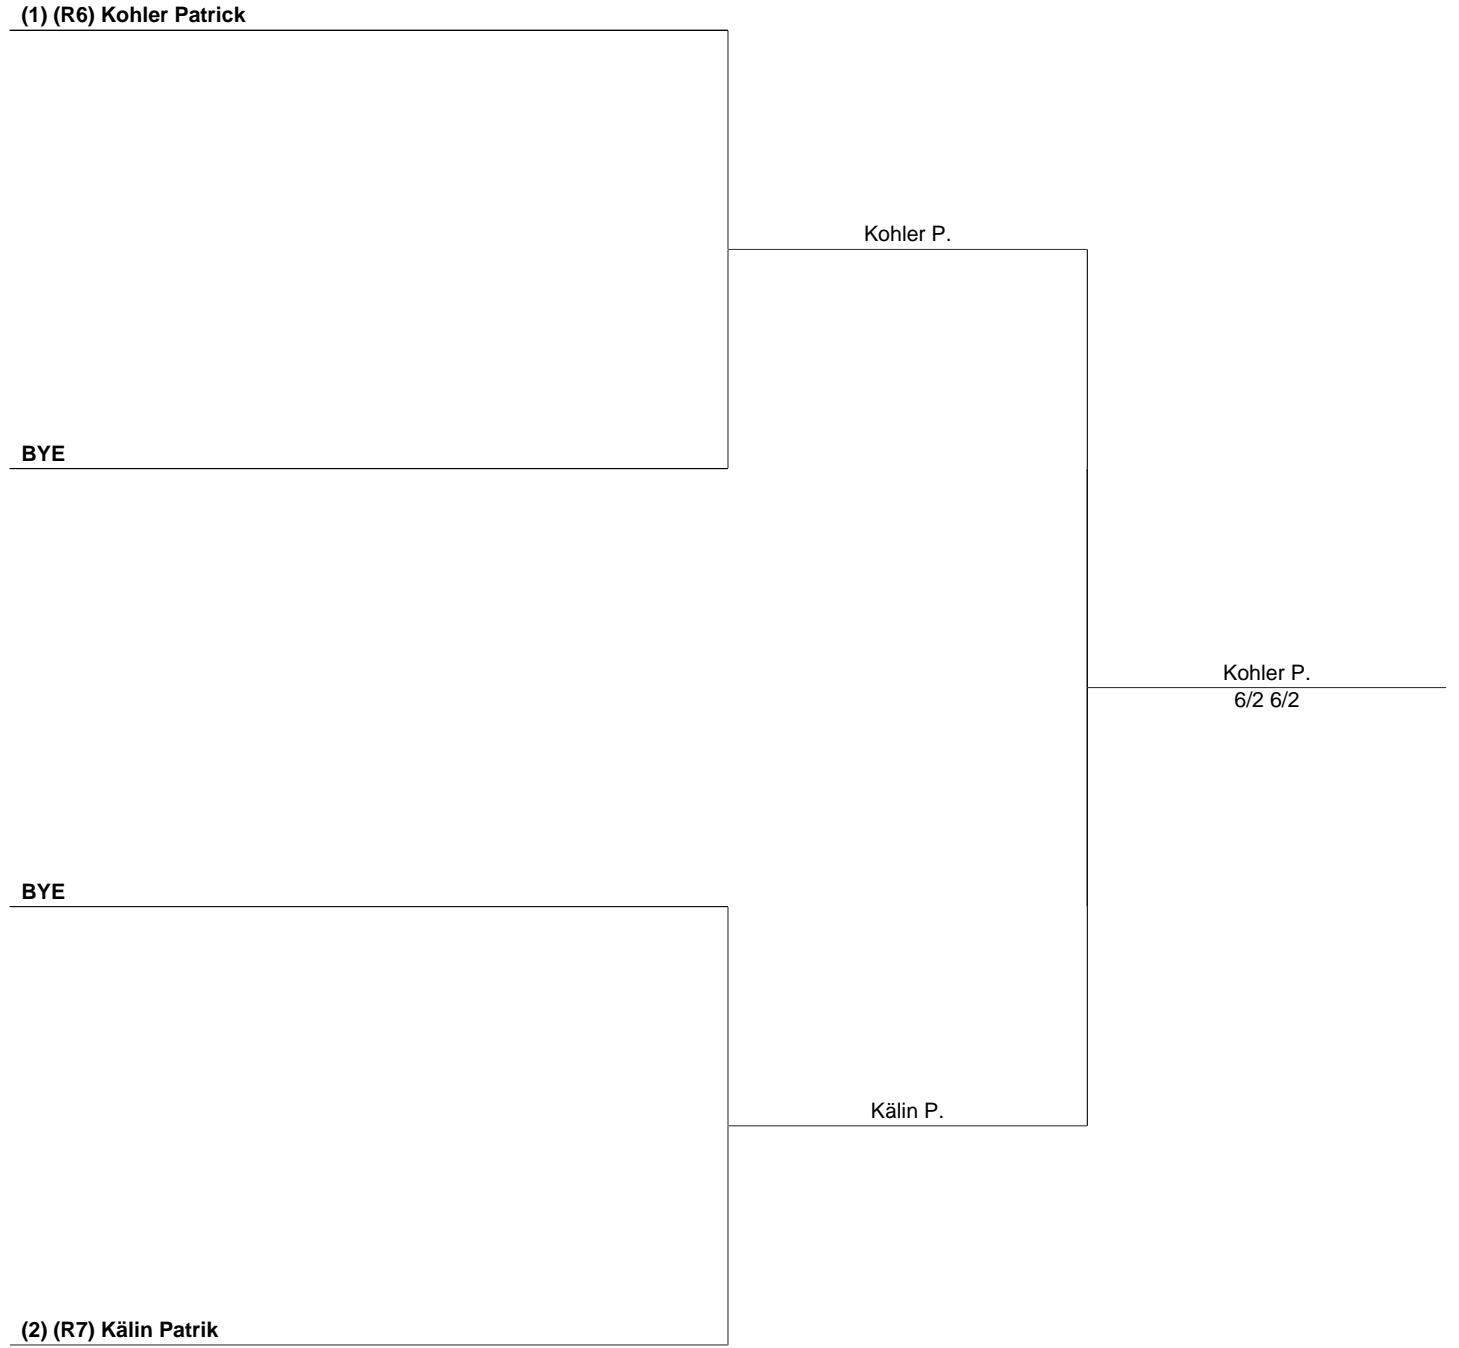 (1) (R6) Kohler Patrick
Kohler P.
BYE
Kohler P.
6/2 6/2
BYE
Kälin P.
(2) (R7) Kälin Patrik